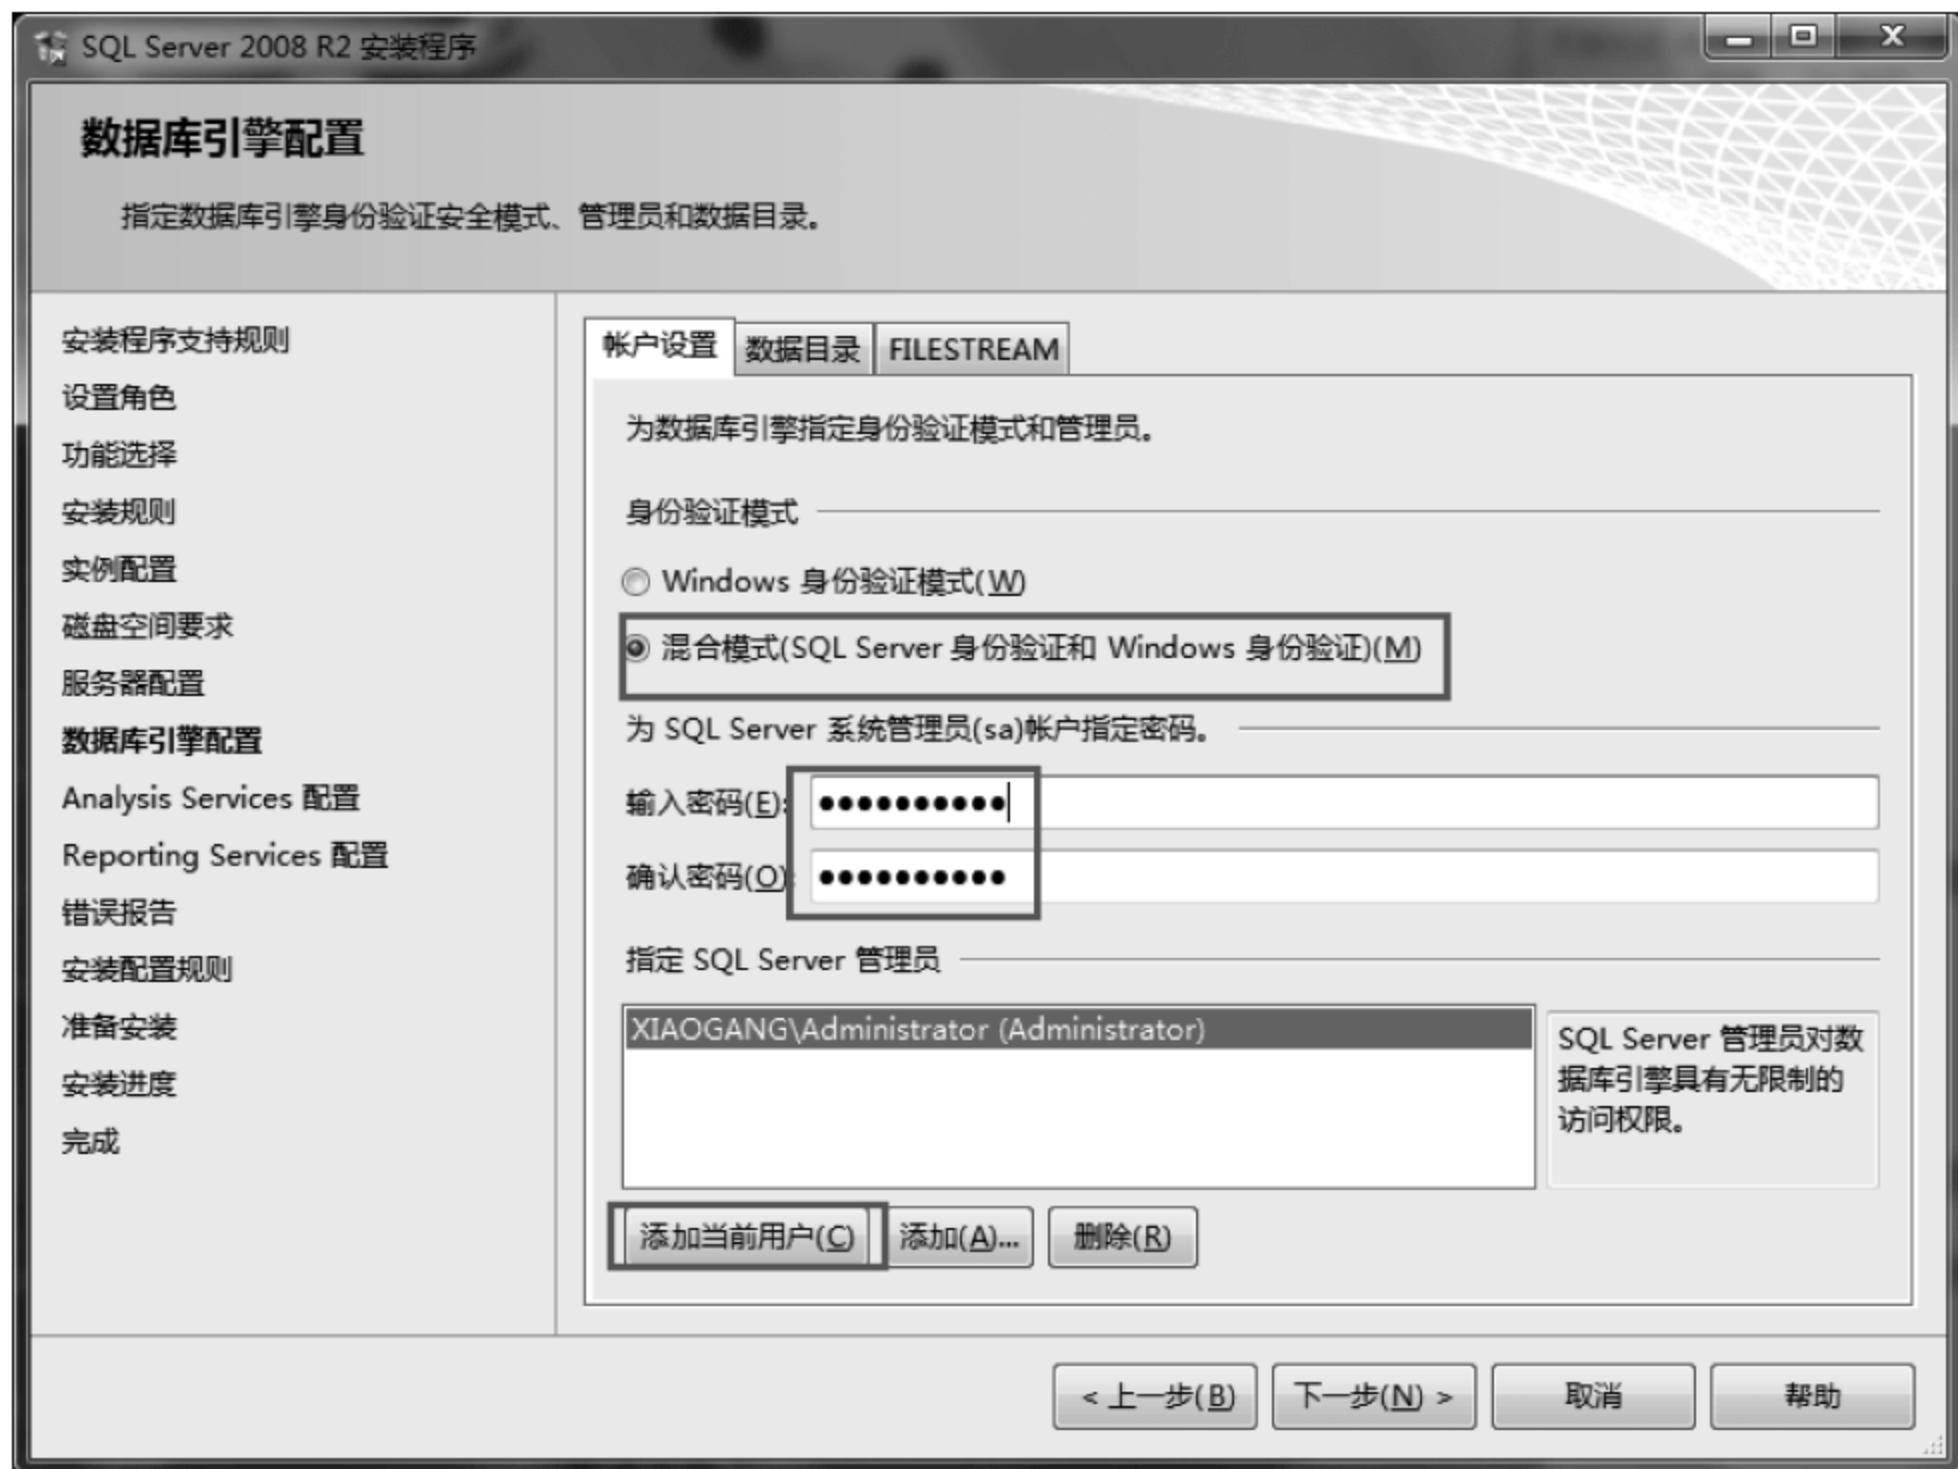 SQL Server 2008 R2 安装程序
数据库引擎配置
指定数据库引擎身份验证安全模式、管理员和数据目录。
安装程序支持规则
设置角色
功能选择
安装规则
实例配置
磁盘空间要求
服务器配置
数据库引擎配置
Analysis Services 配置
Reporting Services 配置
错误报告
安装配置规则
准备安装
安装进度
完成
帐户设置 数据目录 FILESTREAM
为数据库引擎指定身份验证模式和管理员。
身份验证模式
Windows 身份验证模式(W)
混合模式(SQL Server 身份验证和 Windows 身份验证)(M)
为 SQL Server 系统管理员(sa)帐户指定密码。
输入密码(E): ●●●●●●●●●●
确认密码(O): ●●●●●●●●●●
指定 SQL Server 管理员
XIAOGANG\Administrator (Administrator)
SQL Server 管理员对数
据库引擎具有无限制的
访问权限。
添加当前用户(C) 添加(A)... 删除(R)
< 上一步(B) 下一步(N) > 取消 帮助